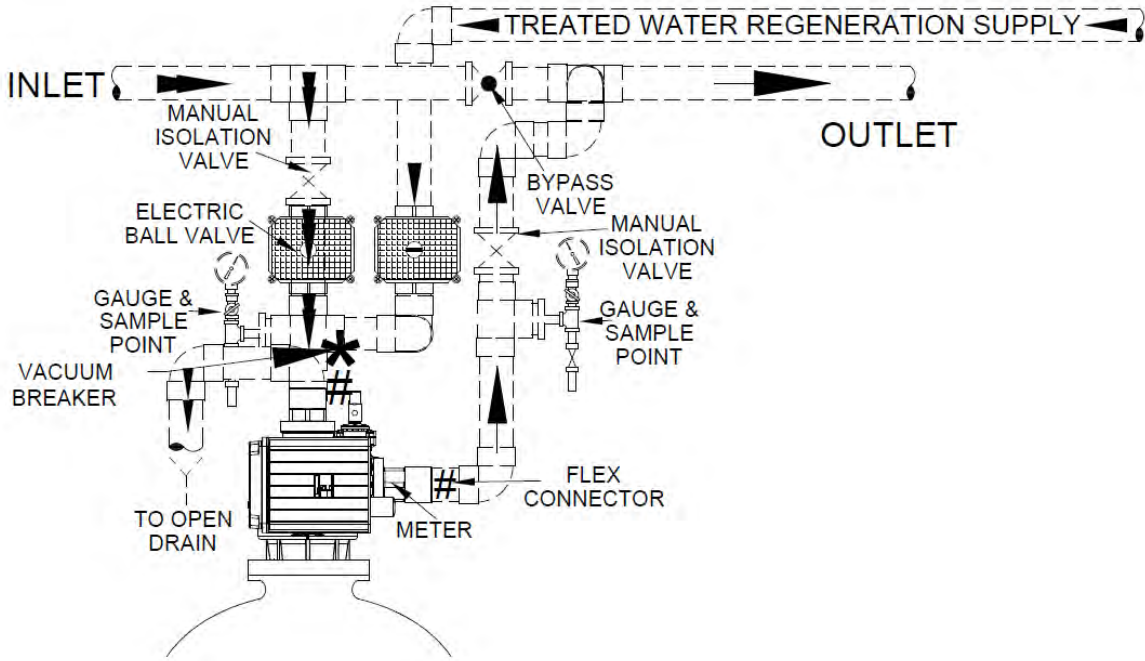 TREATED WATER REGENERATION SUPPLY
INLET
OUTLET
MANUAL
ISOLATION
VALVE
BYPASS
VALVE
ELECTRIC
BALL VALVE
MANUAL
ISOLATION
VALVE
GAUGE &
SAMPLE
POINT
GAUGE &
SAMPLE
POINT
VACUUM
BREAKER
*
#
#
FLEX
CONNECTOR
METER
TO OPEN
DRAIN